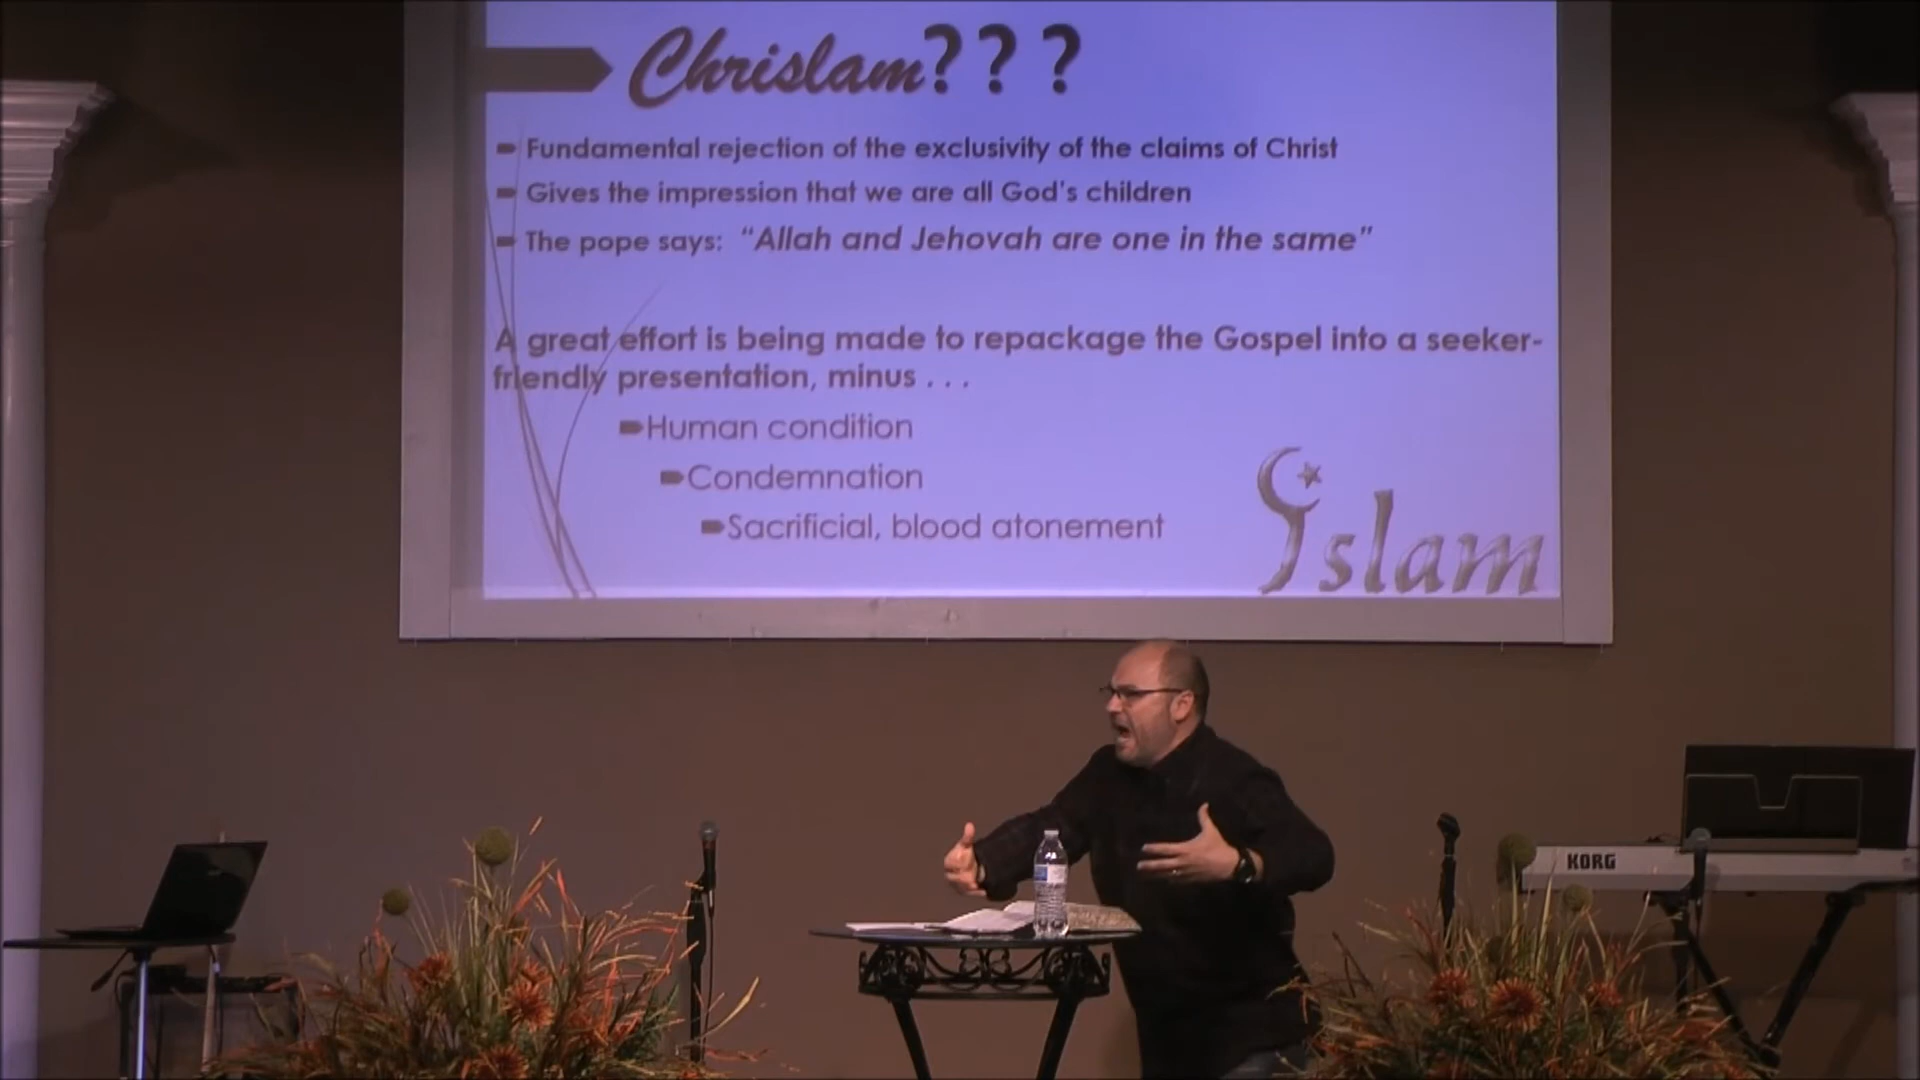 Chrislam???
Fundamental rejection of the exclusivity of the claims of Christ
Gives the impression that we are all God's children
The pope says: "Allah and Jehovah are one in the same"
A great effort is being made to repackage the Gospel into a seeker-
friendly presentation, minus . . .
Human condition
Condemnation
Sacrificial, blood atonement
Islam
KORG